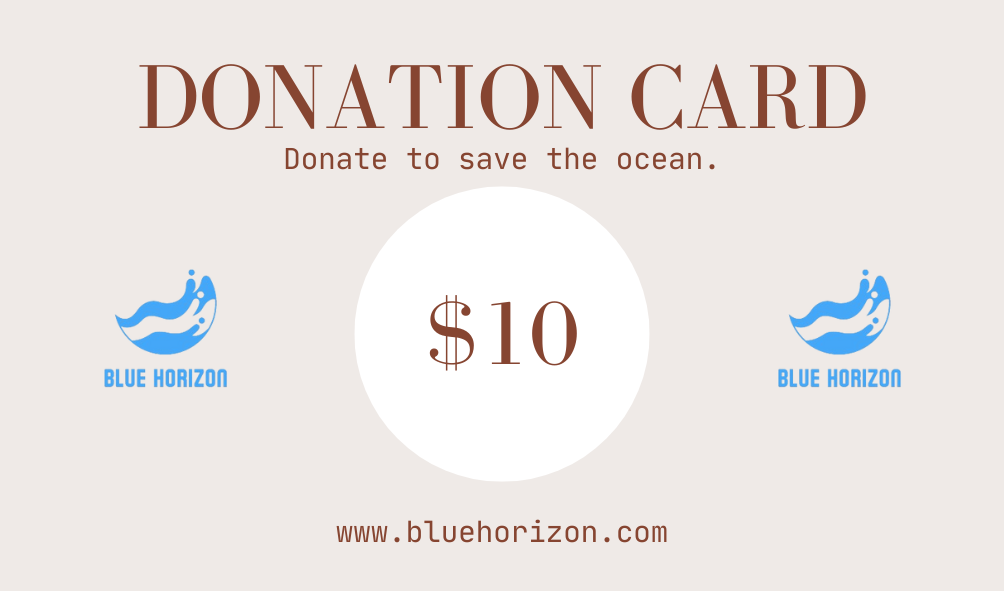 DONATION CARD
Donate to save the ocean.
$10
BLUE HORIZON
BLUE HORIZON
www.bluehorizon.com